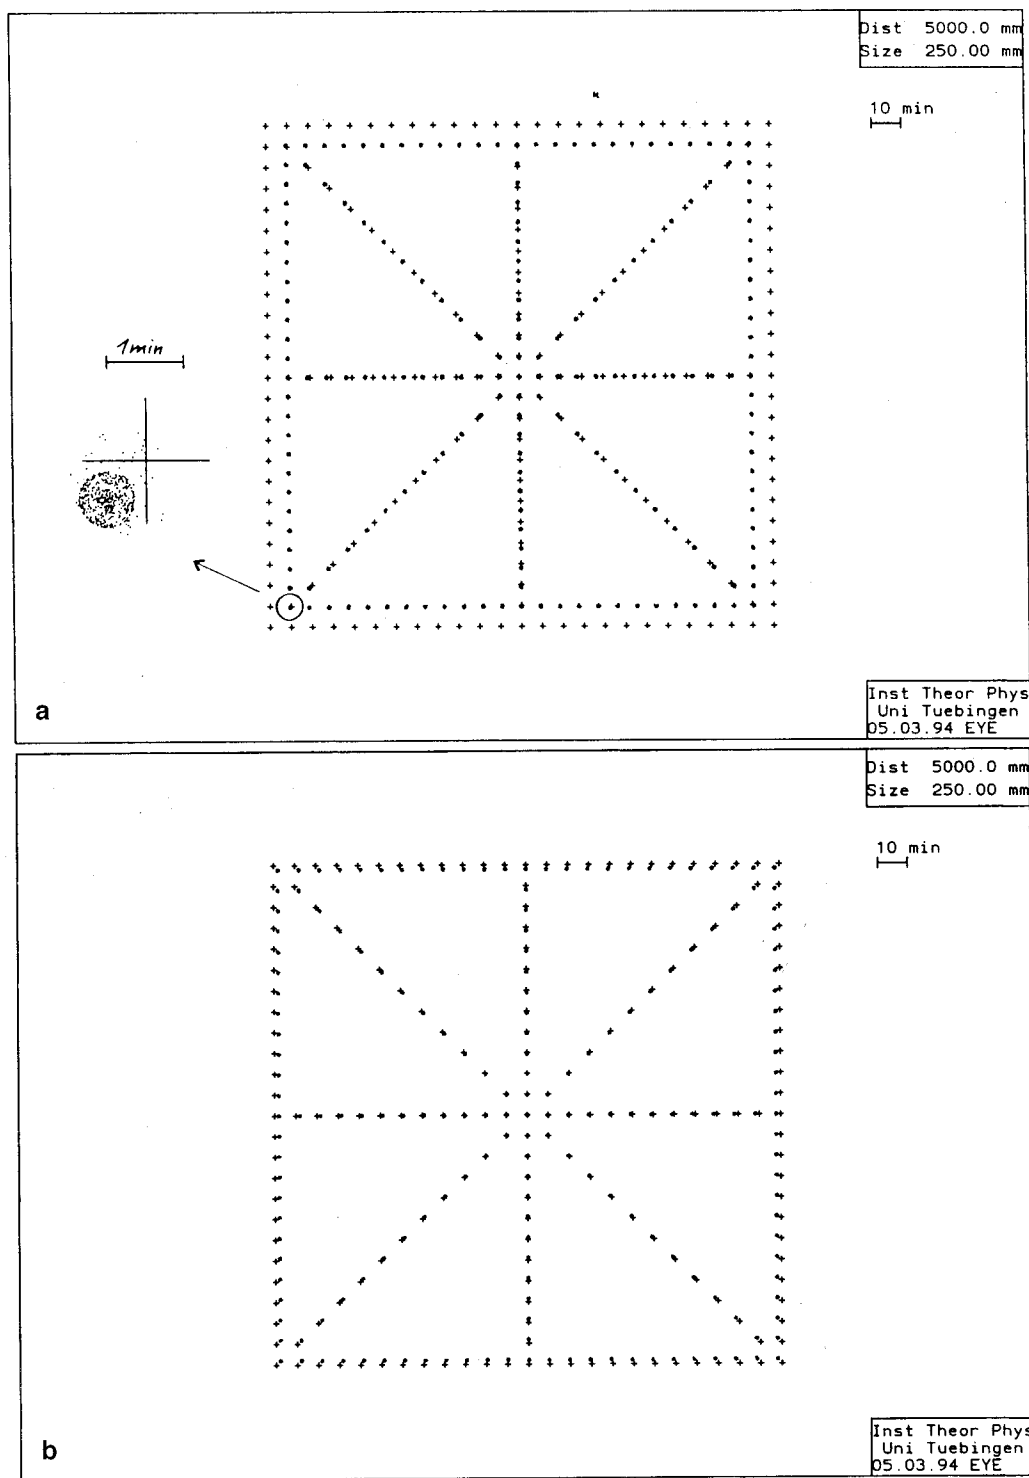 Dist 5000.0 mm
Size 250.00 mm
10 min
1min
Inst Theor Phys
Uni Tuebingen
05.03.94 EYE
a
Dist 5000.0 mm
Size 250.00 mm
10 min
Inst Theor Phys
Uni Tuebingen
05.03.94 EYE
b